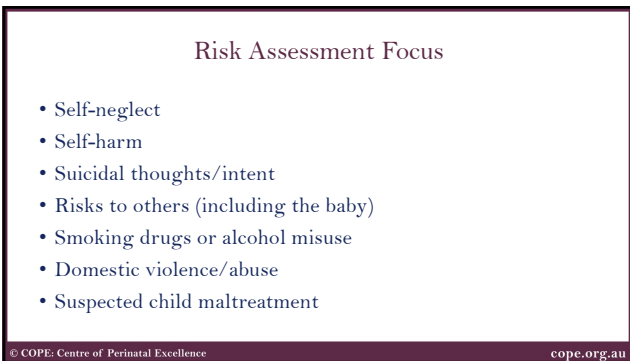 Risk Assessment Focus
• Self-neglect
• Self-harm
• Suicidal thoughts/intent
• Risks to others (including the baby)
• Smoking drugs or alcohol misuse
• Domestic violence/abuse
• Suspected child maltreatment
© COPE: Centre of Perinatal Excellence
cope.org.au